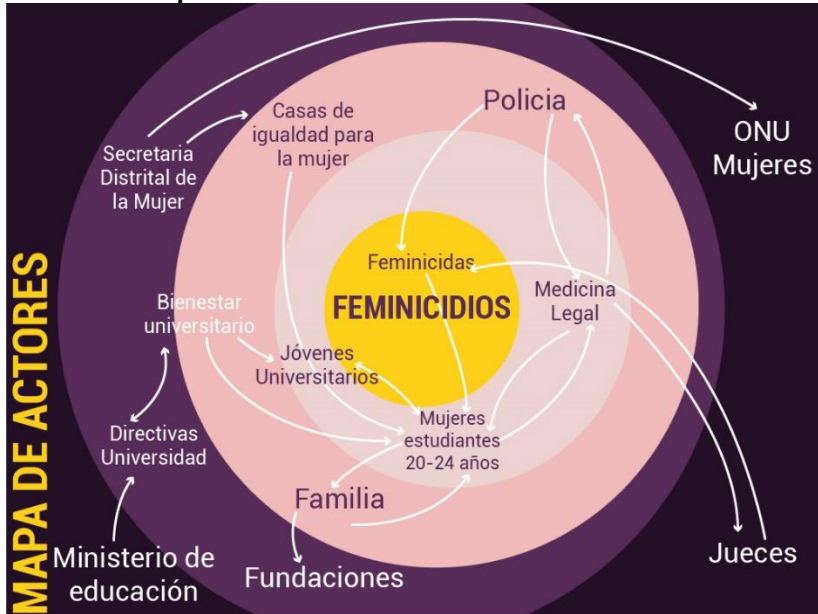 MAPA DE ACTORES
Secretaria
Distrital de
la Mujer
Casas de
igualdad para
la mujer
Policia
ONU
Mujeres
Feminicidas
FEMINICIDIOS
Medicina
Legal
Bienestar
universitario
Jóvenes
Universitarios
Mujeres
estudiantes
20-24 años
Directivas
Universidad
Familia
Ministerio de
educación
Fundaciones
Jueces